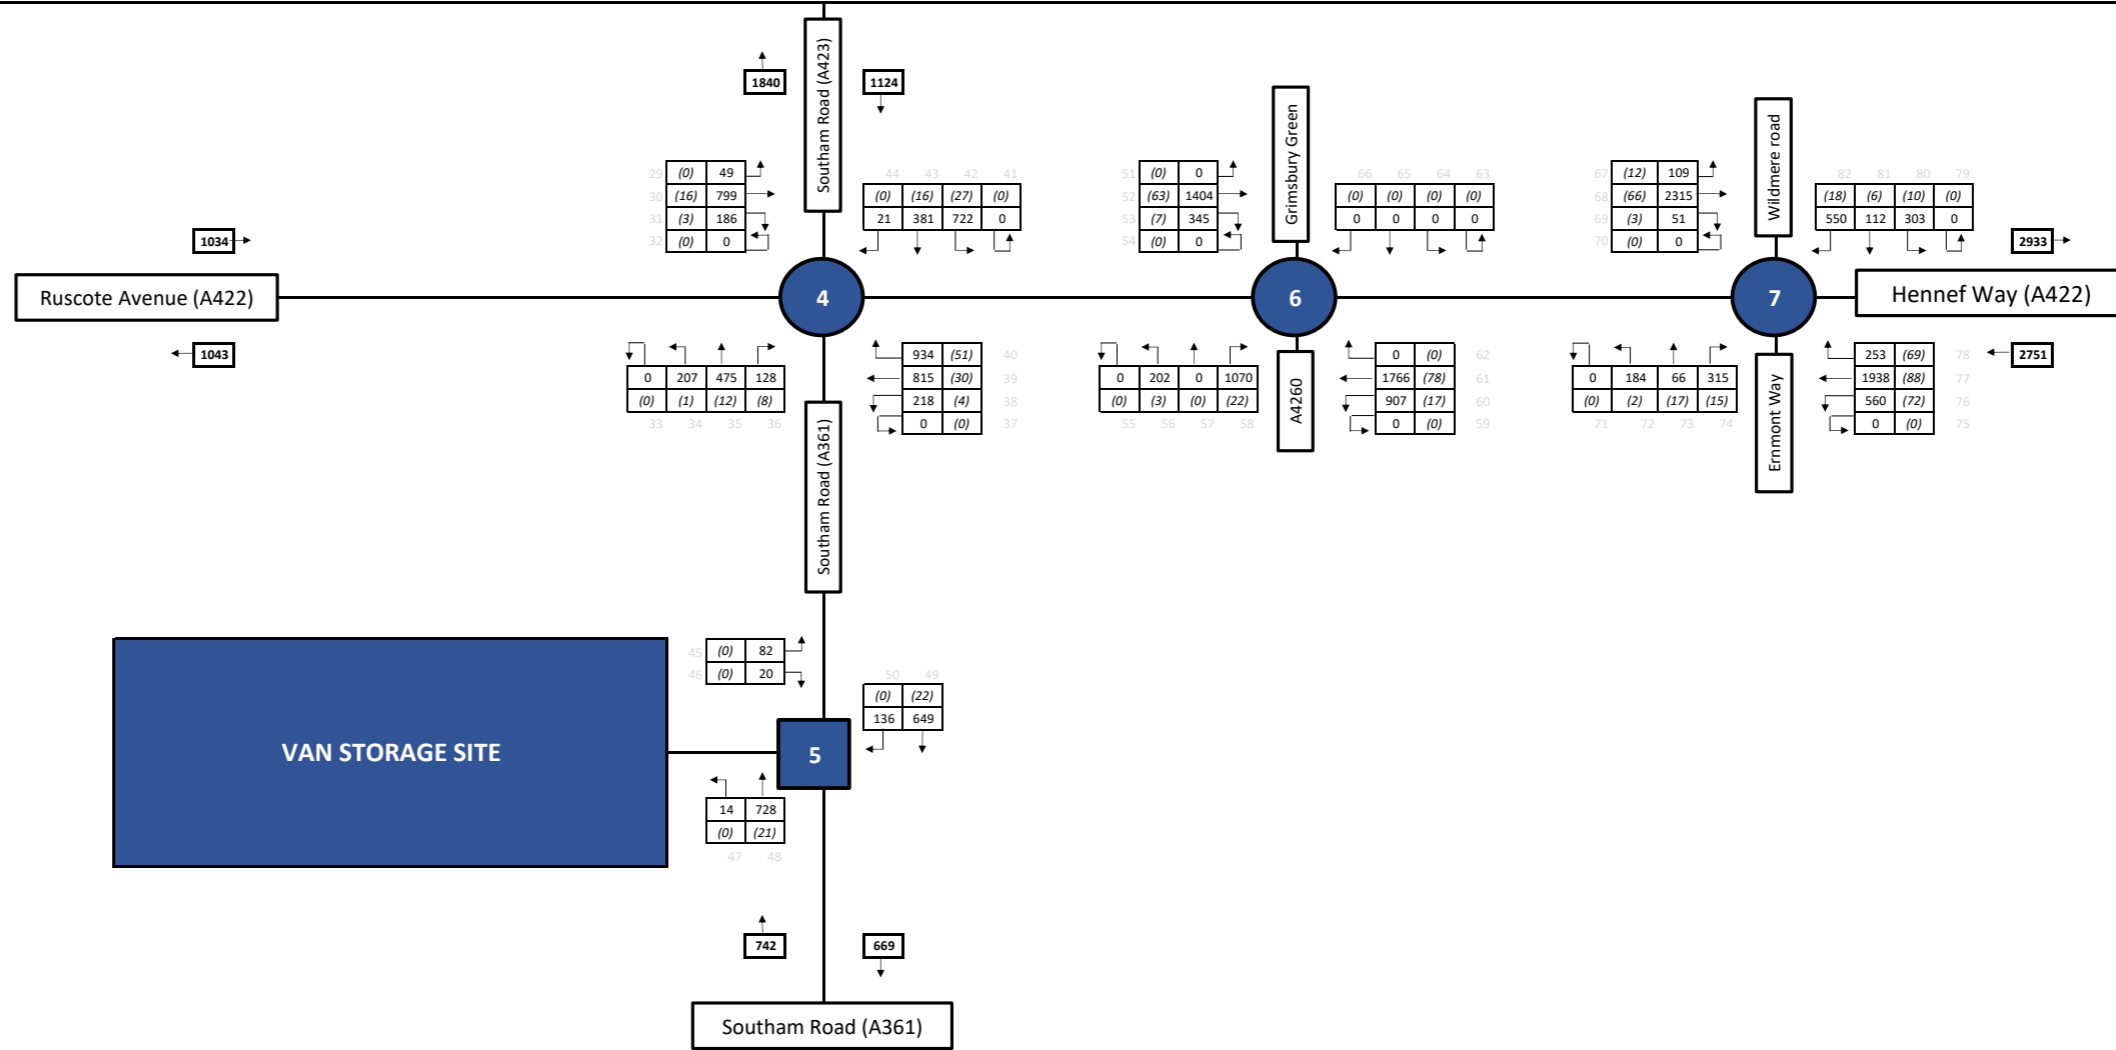 Southam Road (A423)
1840
1124
Grimsbury Green
Wildmere road
29 (0) 49
30 (16) 799
31 (3) 186
32 (0) 0
44 43 42 41
(0) (16) (27) (0)
21 381 722 0
51 (0) 0
52 (63) 1404
53 (7) 345
54 (0) 0
66 65 64 63
(0) (0) (0) (0)
0 0 0 0
67 (12) 109
68 (66) 2315
69 (3) 51
70 (0) 0
82 81 80 79
(18) (6) (10) (0)
550 112 303 0
1034
2933
Ruscote Avenue (A422)
4
6
7
Hennef Way (A422)
1043
2751
0 207 475 128
(0) (1) (12) (8)
33 34 35 36
934 (51) 40
815 (30) 39
218 (4) 38
0 (0) 37
0 202 0 1070
(0) (3) (0) (22)
55 56 57 58
0 (0) 62
1766 (78) 61
907 (17) 60
0 (0) 59
0 184 66 315
(0) (2) (17) (15)
71 72 73 74
253 (69) 78
1938 (88) 77
560 (72) 76
0 (0) 75
A4260
Ernmont Way
Southam Road (A361)
45 (0) 82
46 (0) 20
50 49
(0) (22)
136 649
VAN STORAGE SITE
5
14 728
(0) (21)
47 48
742
669
Southam Road (A361)